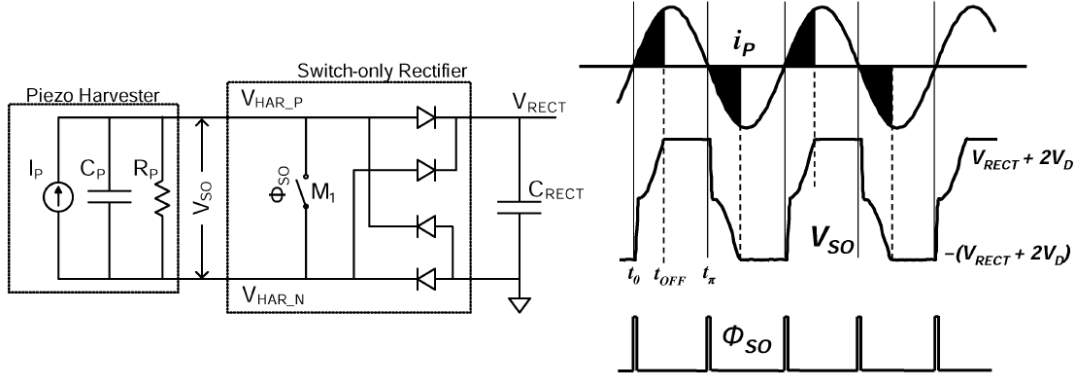 Piezo Harvester
Switch-only Rectifier
V_HAR_P
V_RECT
I_P
C_P
R_P
V_SO
Φ_SO
M_1
C_RECT
V_HAR_N
i_P
V_RECT + 2V_D
V_SO
–(V_RECT + 2V_D)
t_0
t_OFF
t_π
Φ_SO